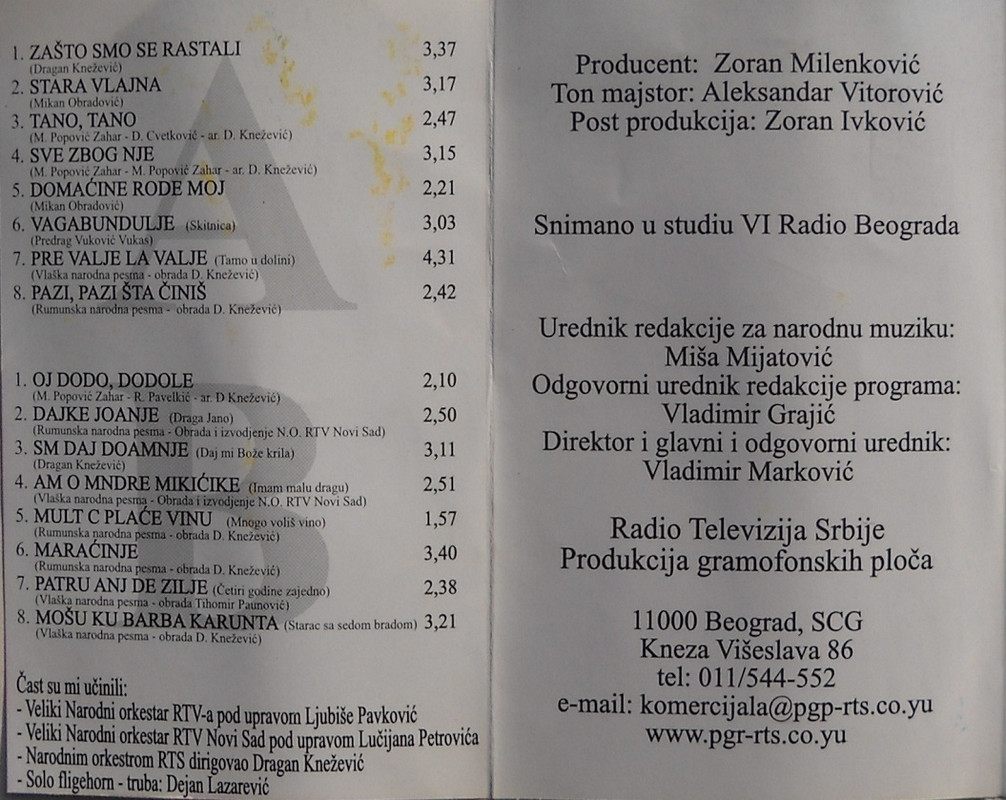 A
1. ZAŠTO SMO SE RASTALI 3,37
(Dragan Knežević)
2. STARA VLAJNA 3,17
(Mikan Obradović)
3. TANO, TANO 2,47
(M. Popović Zahar - D. Cvetković - ar. D. Knežević)
4. SVE ZBOG NJE 3,15
(M. Popović Zahar - M. Popović Zahar - ar. D. Knežević)
5. DOMAĆINE RODE MOJ 2,21
(Mikan Obradović)
6. VAGABUNDULJE (Skitnica) 3,03
(Predrag Vuković Vukas)
7. PRE VALJE LA VALJE (Tamo u dolini) 4,31
(Vlaška narodna pesma - obrada D. Knežević)
8. PAZI, PAZI ŠTA ČINIŠ 2,42
(Rumunska narodna pesma - obrada D. Knežević)
B
1. OJ DODO, DODOLE 2,10
(M. Popović Zahar - R. Pavelkić - ar. D Knežević)
2. DAJKE JOANJE (Draga Jano) 2,50
(Rumunska narodna pesma - Obrada i izvodjenje N.O. RTV Novi Sad)
3. SM DAJ DOAMNJE (Daj mi Bože krila) 3,11
(Dragan Knežević)
4. AM O MNDRE MIKIĆIKE (Imam malu dragu) 2,51
(Vlaška narodna pesma - Obrada i izvodjenje N.O. RTV Novi Sad)
5. MULT C PLAĆE VINU (Mnogo voliš vino) 1,57
(Rumunska narodna pesma - obrada D. Knežević)
6. MARAĆINJE 3,40
(Rumunska narodna pesma - obrada D. Knežević)
7. PATRU ANJ DE ZILJE (Četiri godine zajedno) 2,38
(Vlaška narodna pesma - obrada Tihomir Paunović)
8. MOŠU KU BARBA KARUNTA (Starac sa sedom bradom) 3,21
(Vlaška narodna pesma - obrada D. Knežević)
Čast su mi učinili:
- Veliki Narodni orkestar RTV-a pod upravom Ljubiše Pavković
- Veliki Narodni orkestar RTV Novi Sad pod upravom Lučijana Petrovića
- Narodnim orkestrom RTS dirigovao Dragan Knežević
- Solo fligehorn - truba: Dejan Lazarević
Producent: Zoran Milenković
Ton majstor: Aleksandar Vitorović
Post produkcija: Zoran Ivković
Snimano u studiu VI Radio Beograda
Urednik redakcije za narodnu muziku:
Miša Mijatović
Odgovorni urednik redakcije programa:
Vladimir Grajić
Direktor i glavni i odgovorni urednik:
Vladimir Marković
Radio Televizija Srbije
Produkcija gramofonskih ploča
11000 Beograd, SCG
Kneza Višeslava 86
tel: 011/544-552
e-mail: komercijala@pgp-rts.co.yu
www.pgr-rts.co.yu